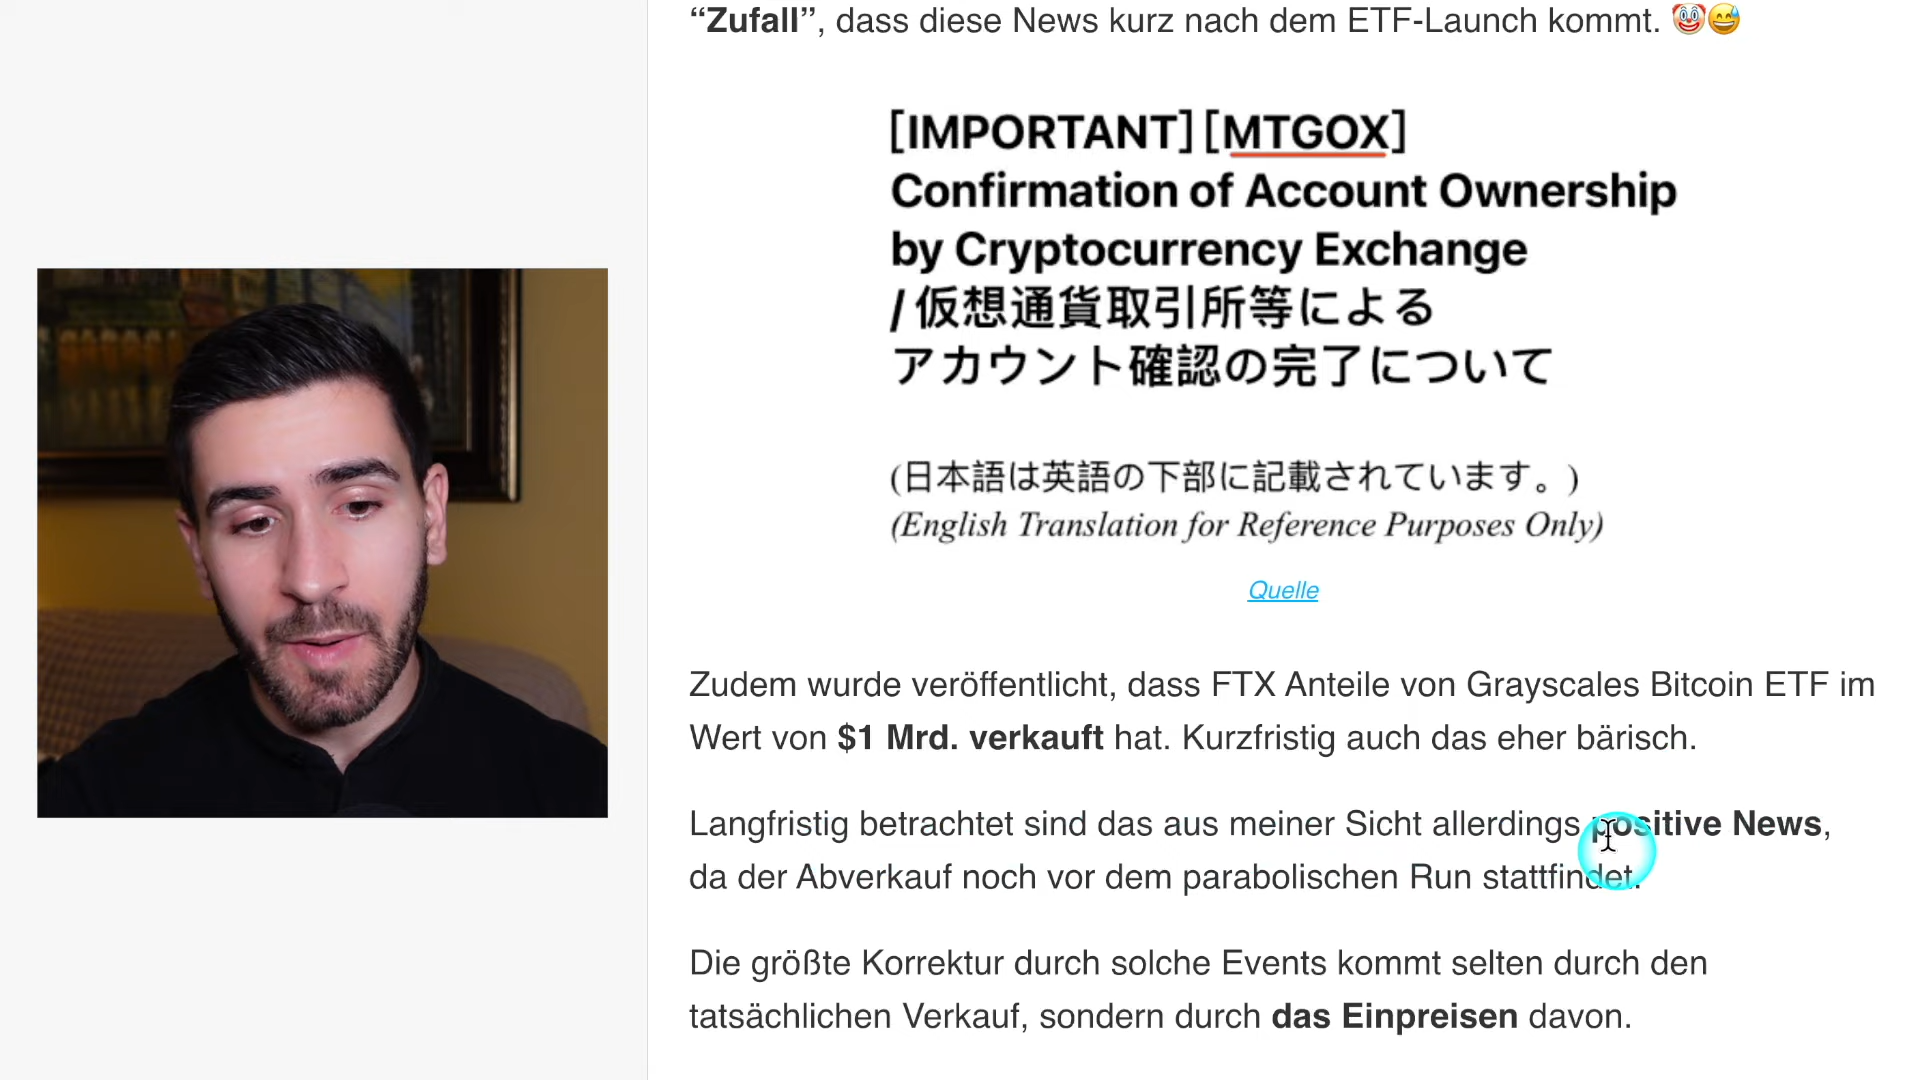 “Zufall”, dass diese News kurz nach dem ETF-Launch kommt. 🤡😅
[IMPORTANT] [MTGOX]
Confirmation of Account Ownership
by Cryptocurrency Exchange
/ 仮想通貨取引所等による
アカウント確認の完了について
(日本語は英語の下部に記載されています。)
(English Translation for Reference Purposes Only)
Quelle
Zudem wurde veröffentlicht, dass FTX Anteile von Grayscales Bitcoin ETF im
Wert von $1 Mrd. verkauft hat. Kurzfristig auch das eher bärisch.
Langfristig betrachtet sind das aus meiner Sicht allerdings positive News,
da der Abverkauf noch vor dem parabolischen Run stattfindet.
Die größte Korrektur durch solche Events kommt selten durch den
tatsächlichen Verkauf, sondern durch das Einpreisen davon.